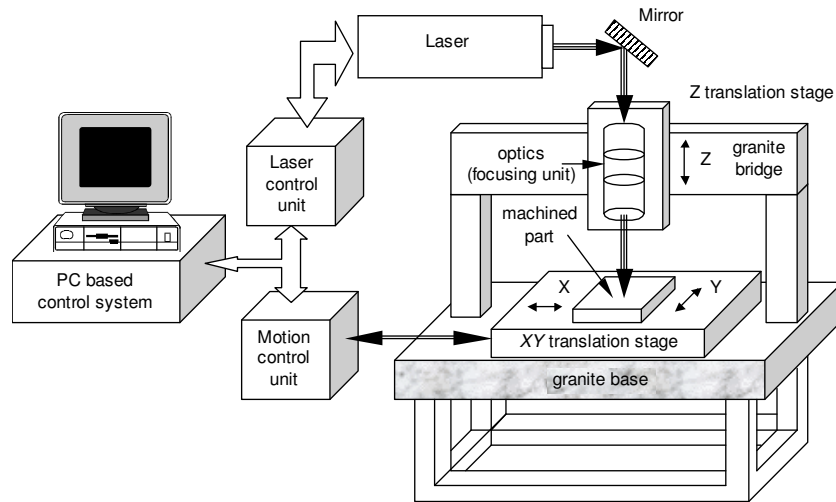 Mirror
Laser
Z translation stage
Laser
control
unit
optics
(focusing unit)
Z
granite
bridge
machined
part
PC based
control system
X
Y
Motion
control
unit
XY translation stage
granite base